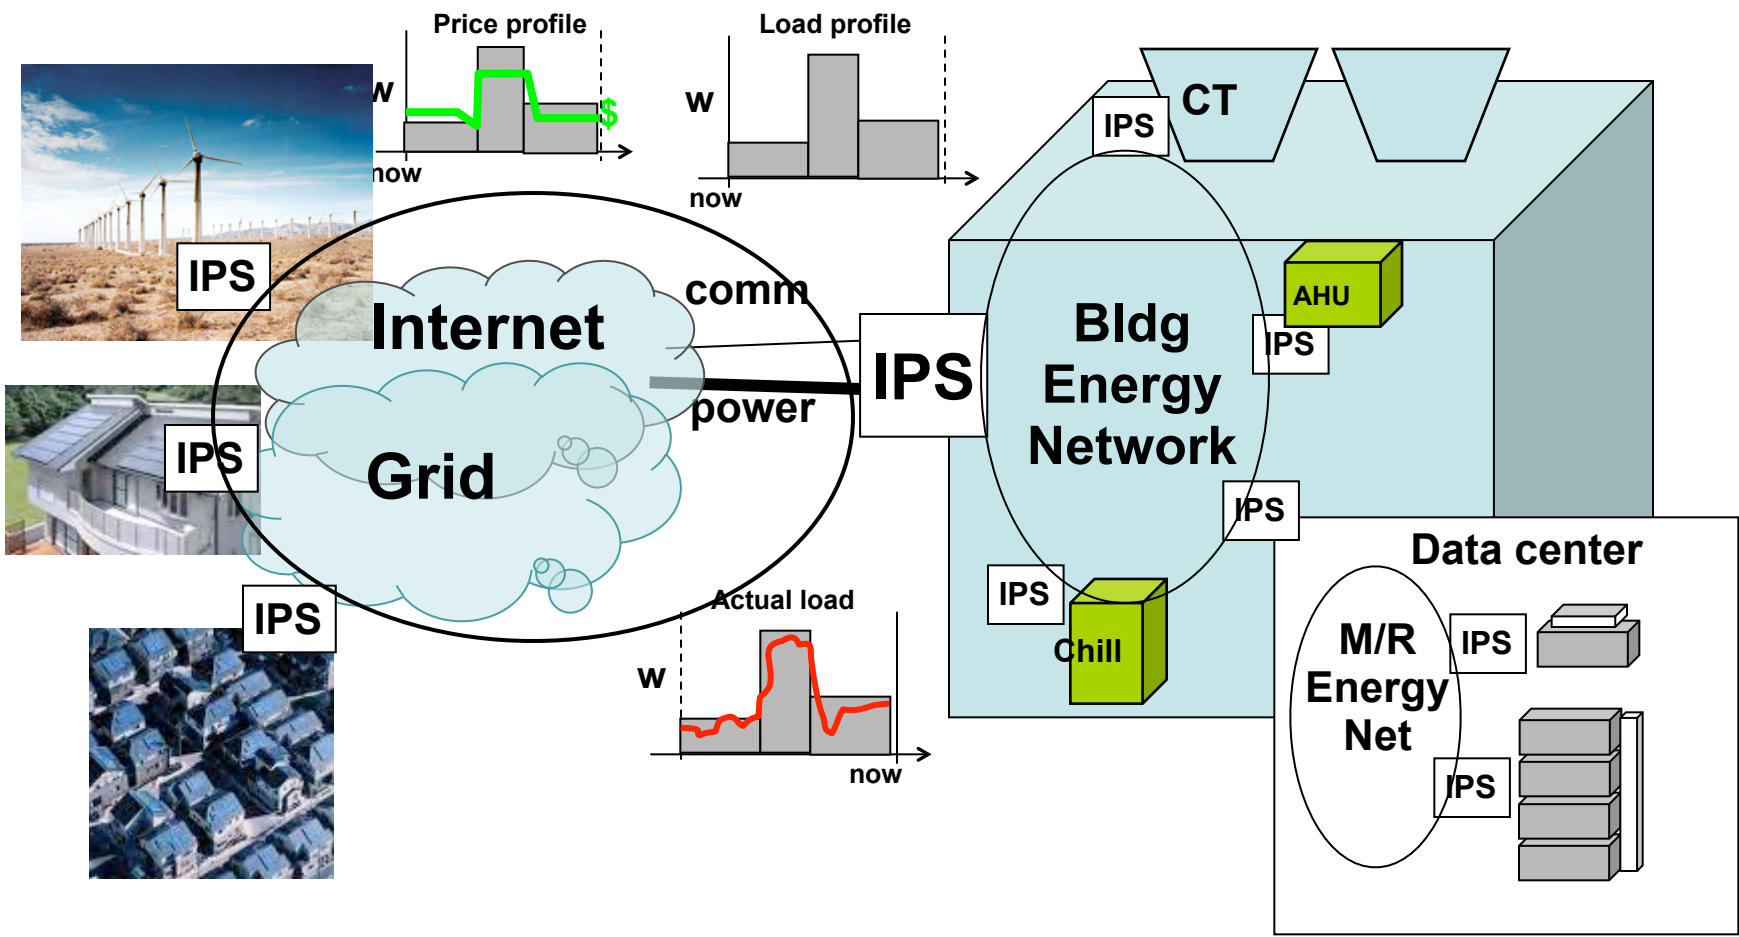 Price profile
w
$
now
Load profile
w
now
CT
IPS
IPS
Internet
comm
AHU
IPS
Bldg
Energy
Network
IPS
power
IPS
Grid
IPS
IPS
Data center
IPS
Actual load
w
now
Chill
M/R
Energy
Net
IPS
IPS